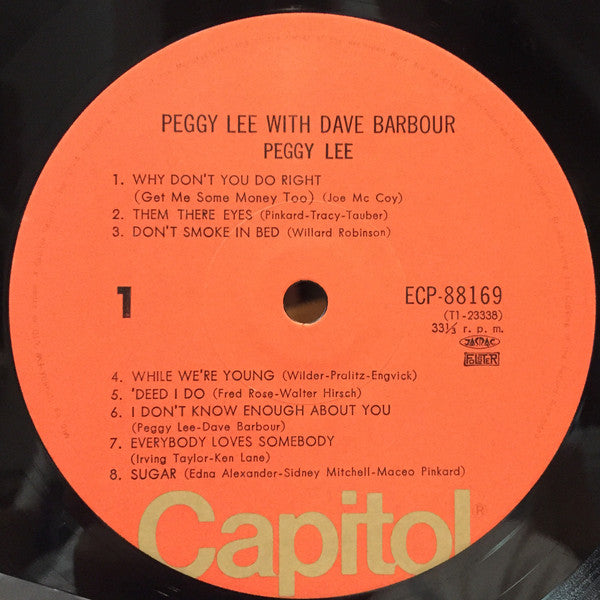 PEGGY LEE WITH DAVE BARBOUR
PEGGY LEE
1. WHY DON'T YOU DO RIGHT
(Get Me Some Money Too) (Joe Mc Coy)
2. THEM THERE EYES (Pinkard-Tracy-Tauber)
3. DON'T SMOKE IN BED (Willard Robinson)
1
ECP-88169
(T1-23338)
33⅓ r. p. m.
JASRAC
4. WHILE WE'RE YOUNG (Wilder-Prolitz-Engvick)
5. 'DEED I DO (Fred Rose-Walter Hirsch)
6. I DON'T KNOW ENOUGH ABOUT YOU
(Peggy Lee-Dave Barbour)
7. EVERYBODY LOVES SOMEBODY
(Irving Taylor-Ken Lane)
8. SUGAR (Edna Alexander-Sidney Mitchell-Maceo Pinkard)
Capitol®